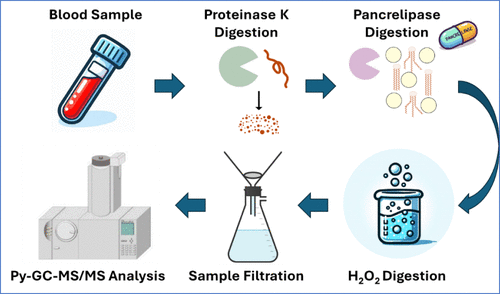 Blood Sample
Proteinase K
Digestion
Pancrelipase
Digestion
Py-GC-MS/MS Analysis
Sample Filtration
H₂O₂ Digestion